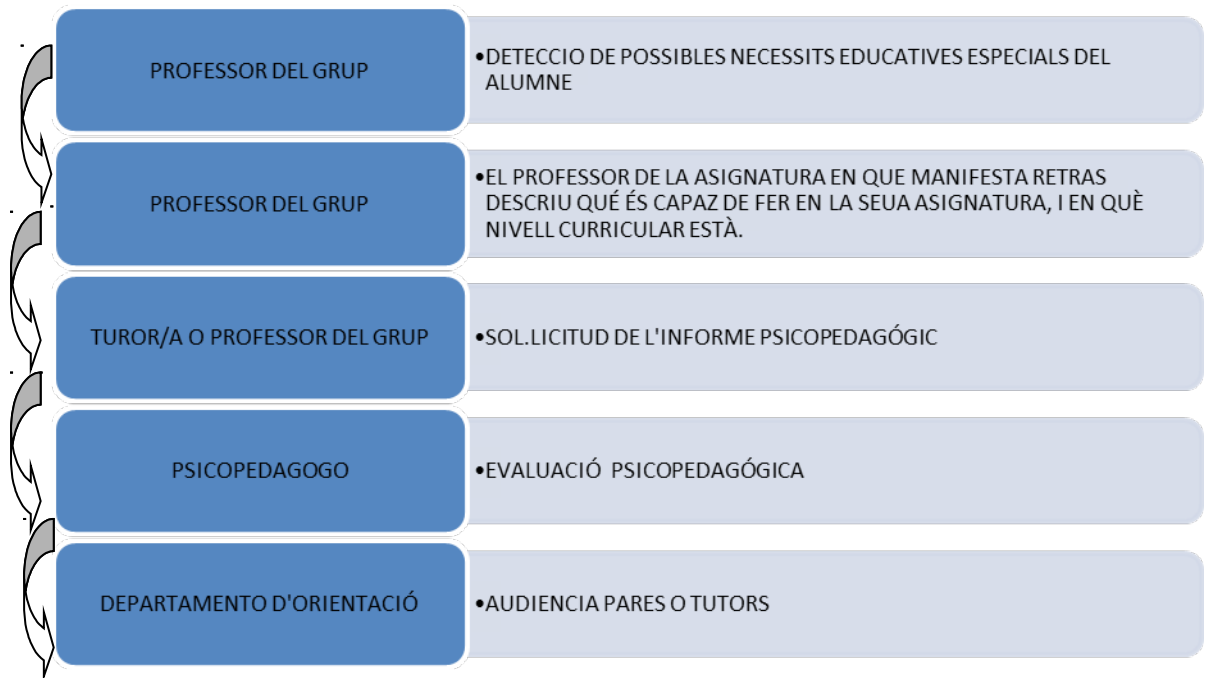 PROFESSOR DEL GRUP
•DETECCIO DE POSSIBLES NECESSITS EDUCATIVES ESPECIALS DEL
ALUMNE
PROFESSOR DEL GRUP
•EL PROFESSOR DE LA ASIGNATURA EN QUE MANIFESTA RETRAS
DESCRIU QUÉ ÉS CAPAZ DE FER EN LA SEUA ASIGNATURA, I EN QUÈ
NIVELL CURRICULAR ESTÀ.
TUROR/A O PROFESSOR DEL GRUP
•SOL.LICITUD DE L'INFORME PSICOPEDAGÓGIC
PSICOPEDAGOGO
•EVALUACIÓ PSICOPEDAGÓGICA
DEPARTAMENTO D'ORIENTACIÓ
•AUDIENCIA PARES O TUTORS